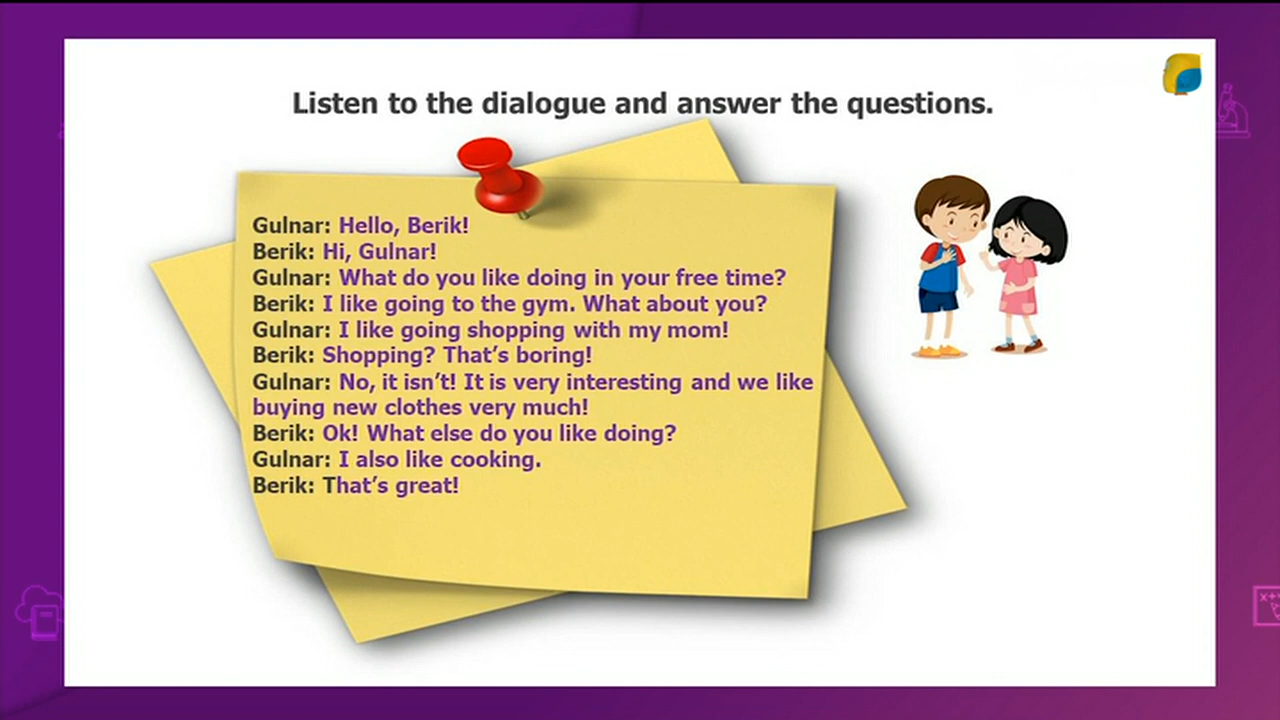 Listen to the dialogue and answer the questions.
Gulnar: Hello, Berik!
Berik: Hi, Gulnar!
Gulnar: What do you like doing in your free time?
Berik: I like going to the gym. What about you?
Gulnar: I like going shopping with my mom!
Berik: Shopping? That’s boring!
Gulnar: No, it isn’t! It is very interesting and we like
buying new clothes very much!
Berik: Ok! What else do you like doing?
Gulnar: I also like cooking.
Berik: That’s great!